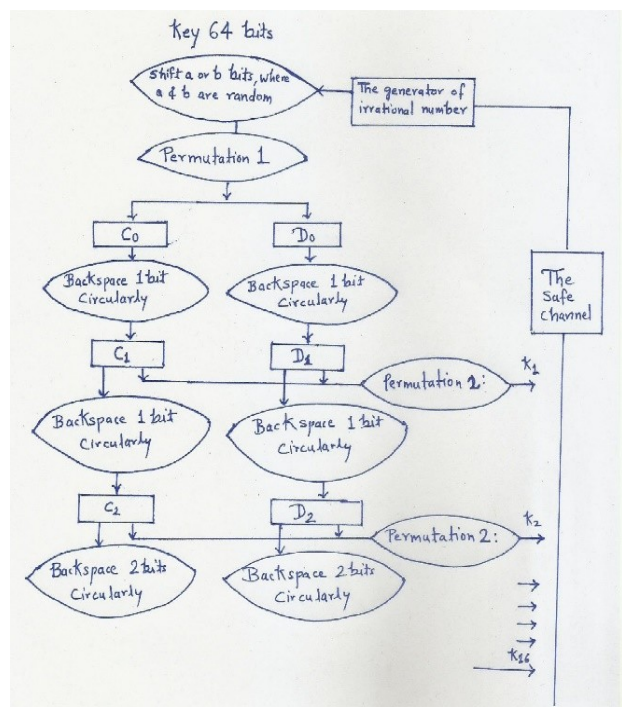 Key 64 bits
Shift a or b bits, where
a & b are random
The generator of
irrational number
Permutation 1
C0
D0
Backspace 1 bit
Circularly
Backspace 1 bit
Circularly
The
Safe
Channel
C1
D1
K1
Permutation 2:
Backspace 1 bit
Circularly
Backspace 1 bit
Circularly
C2
D2
K2
Permutation 2:
Backspace 2 bits
Circularly
Backspace 2 bits
Circularly
K16